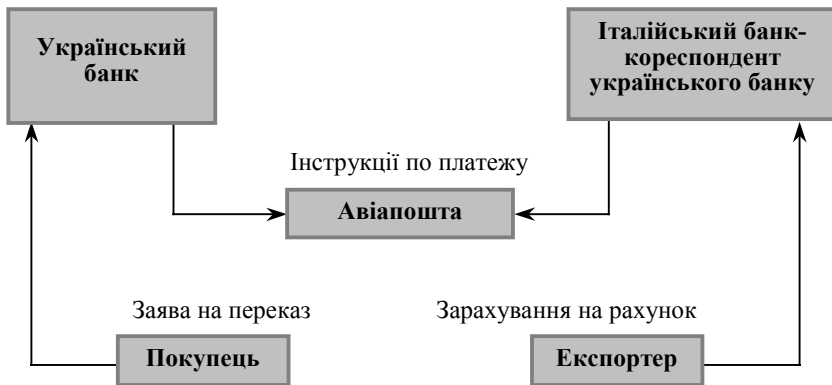 Український
банк
Італійський банк-
кореспондент
українського банку
Інструкції по платежу
Авіапошта
Заява на переказ
Зарахування на рахунок
Покупець
Експортер